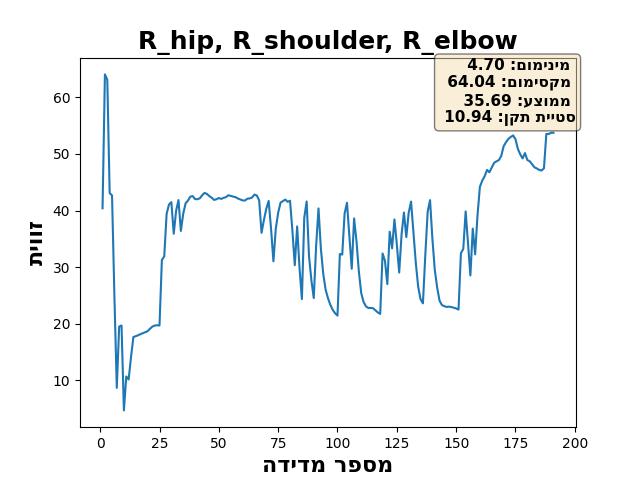 R_hip, R_shoulder, R_elbow
מינימום: 4.70
מקסימום: 64.04
ממוצע: 35.69
סטיית תקן: 10.94
זווית
60
50
40
30
20
10
0 25 50 75 100 125 150 175 200
מספר מדידה